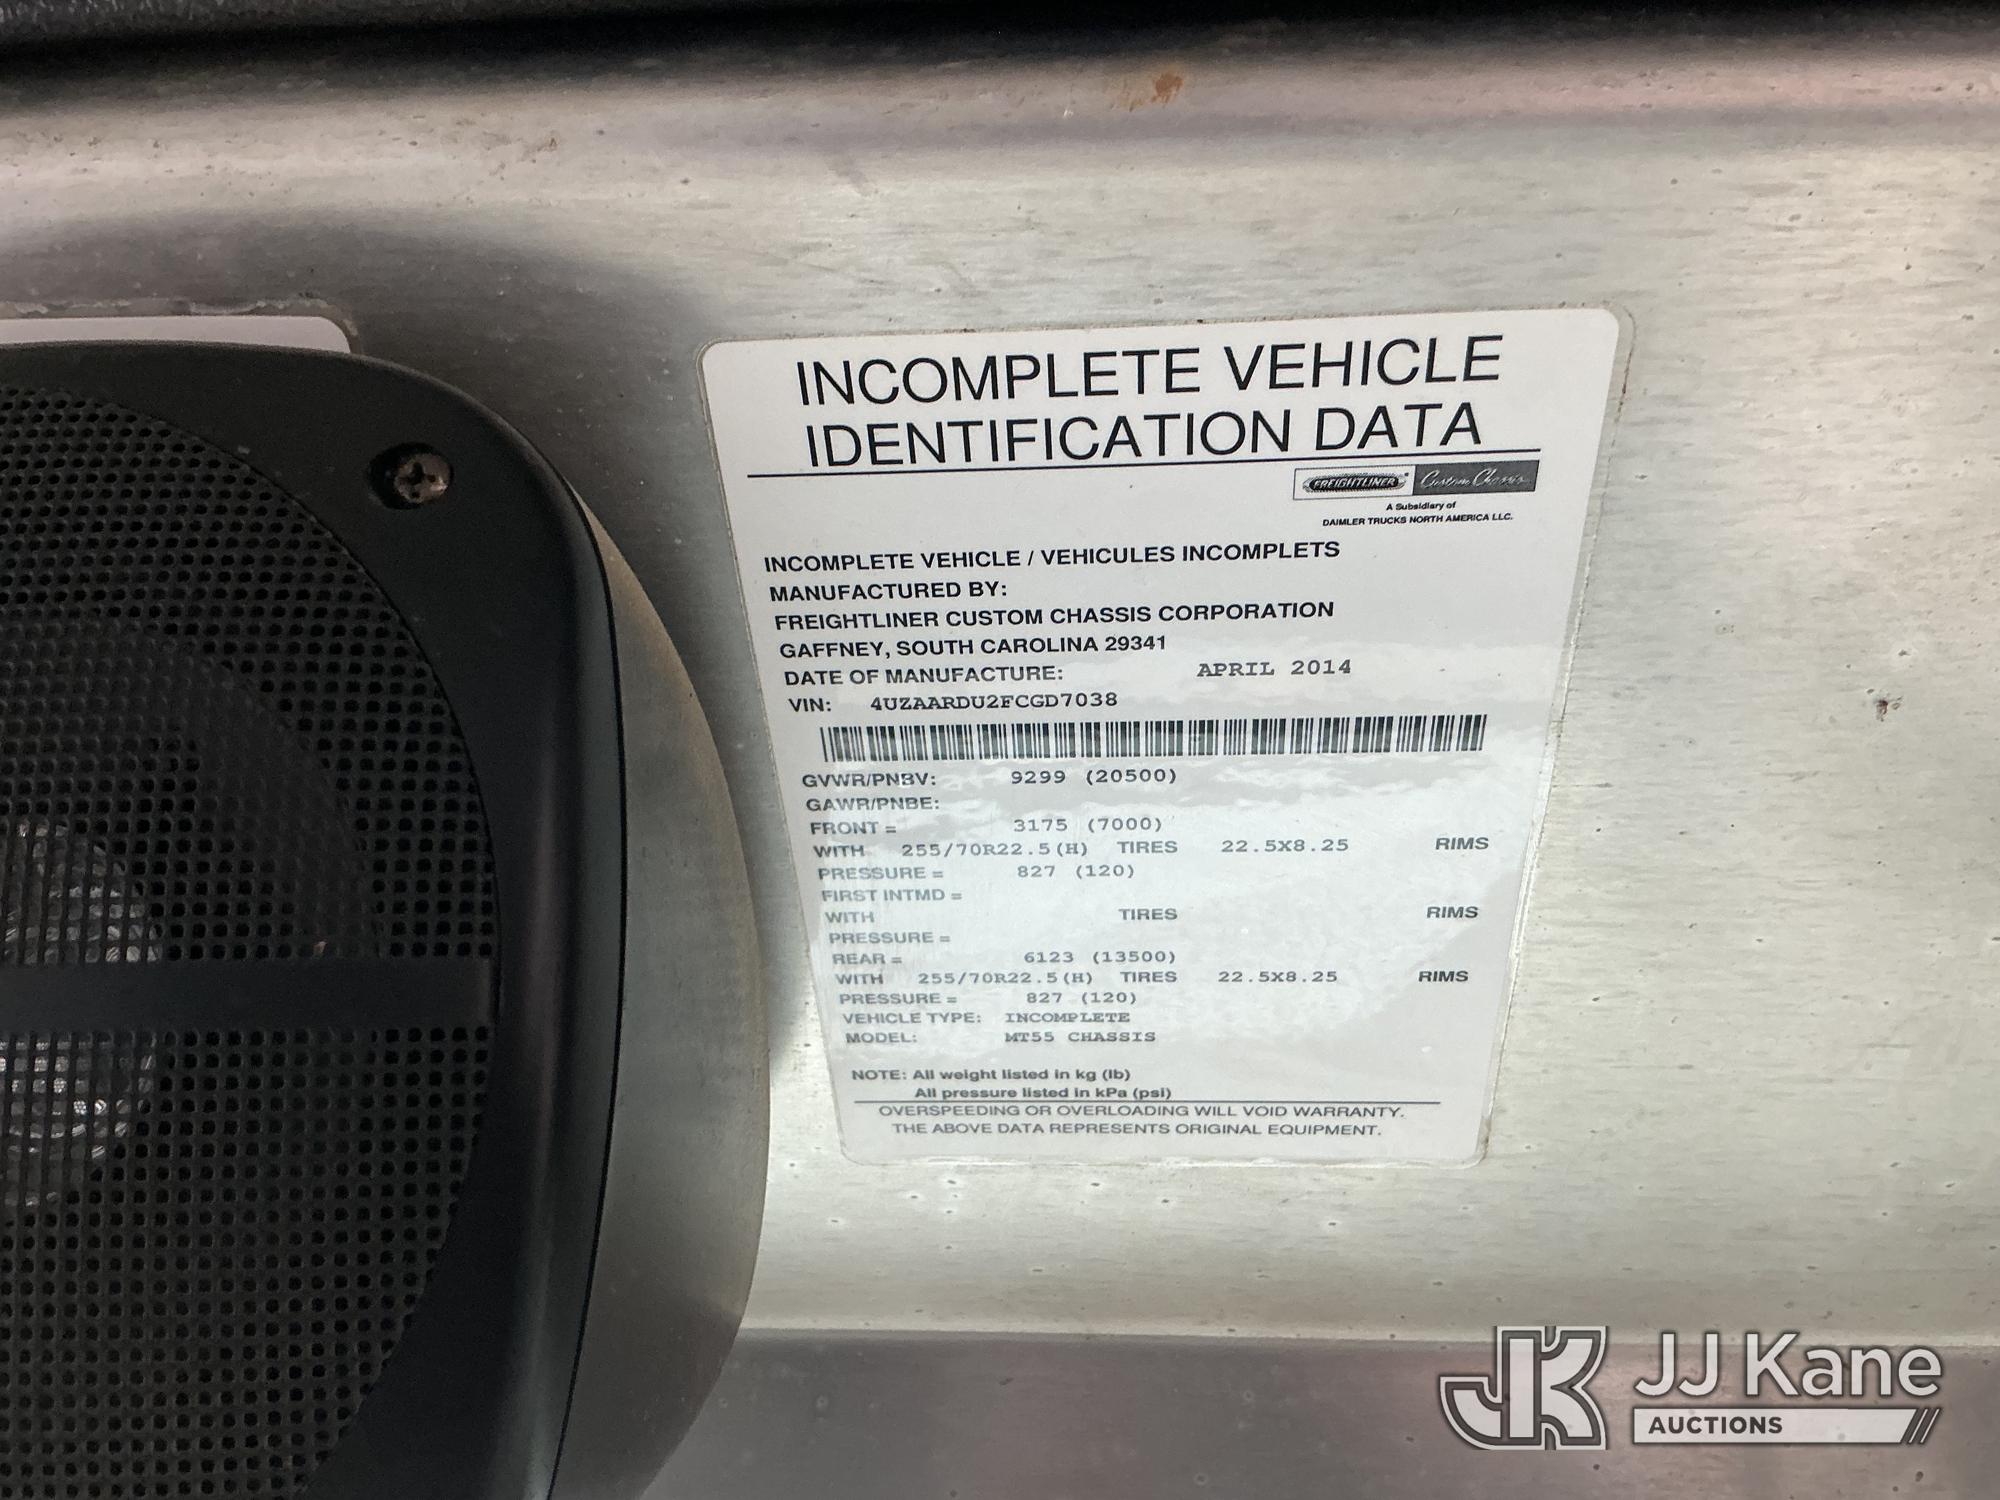 INCOMPLETE VEHICLE
IDENTIFICATION DATA
FREIGHTLINER Custom Chassis
A Subsidiary of
DAIMLER TRUCKS NORTH AMERICA LLC.
INCOMPLETE VEHICLE / VEHICULES INCOMPLETS
MANUFACTURED BY:
FREIGHTLINER CUSTOM CHASSIS CORPORATION
GAFFNEY, SOUTH CAROLINA 29341
DATE OF MANUFACTURE: APRIL 2014
VIN: 4UZAARDU2FCGD7038
GVWR/PNBV: 9299 (20500)
GAWR/PNBE:
FRONT = 3175 (7000)
WITH 255/70R22.5(H) TIRES 22.5X8.25 RIMS
PRESSURE = 827 (120)
FIRST INTMD =
WITH TIRES RIMS
PRESSURE =
REAR = 6123 (13500)
WITH 255/70R22.5(H) TIRES 22.5X8.25 RIMS
PRESSURE = 827 (120)
VEHICLE TYPE: INCOMPLETE
MODEL: MT55 CHASSIS
NOTE: All weight listed in kg (lb)
All pressure listed in kPa (psi)
OVERSPEEDING OR OVERLOADING WILL VOID WARRANTY.
THE ABOVE DATA REPRESENTS ORIGINAL EQUIPMENT.
JK JJ Kane
AUCTIONS